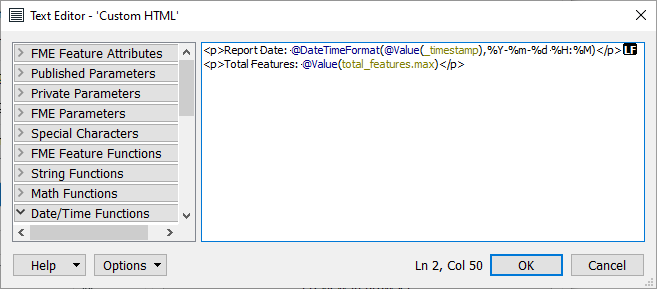 Text Editor - 'Custom HTML'
FME Feature Attributes
Published Parameters
Private Parameters
FME Parameters
Special Characters
FME Feature Functions
String Functions
Math Functions
Date/Time Functions
<p>Report Date: ·@DateTimeFormat(@Value(_timestamp),%Y-%m-%d·%H:%M)</p>LF
<p>Total Features: ·@Value(total_features.max)</p>
Help
Options
Ln 2, Col 50
OK
Cancel